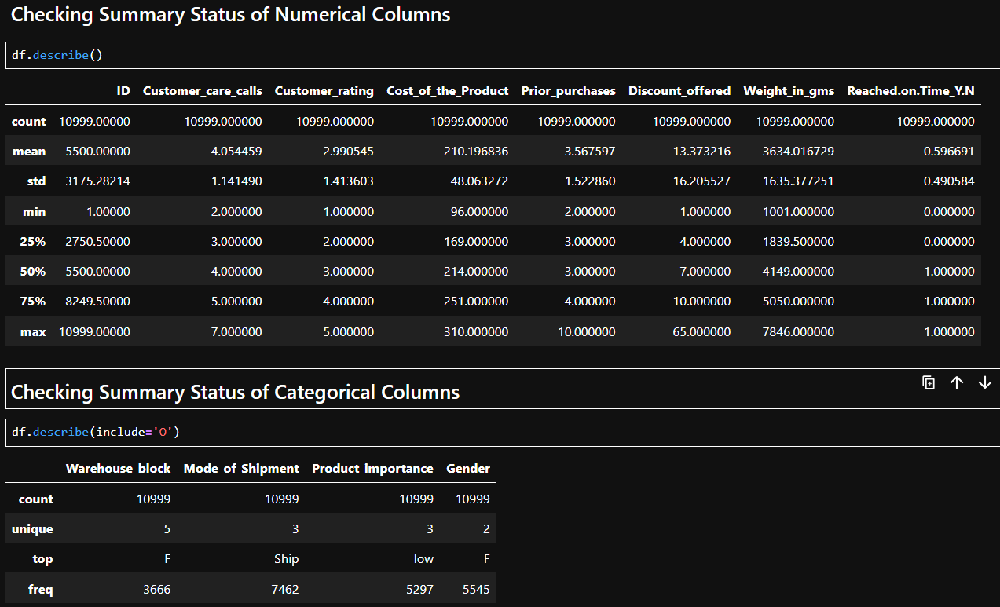 Checking Summary Status of Numerical Columns
df.describe()
ID Customer_care_calls Customer_rating Cost_of_the_Product Prior_purchases Discount_offered Weight_in_gms Reached.on.Time_Y.N
count 10999.00000 10999.000000 10999.000000 10999.000000 10999.000000 10999.000000 10999.000000 10999.000000
mean 5500.00000 4.054459 2.990545 210.196836 3.567597 13.373216 3634.016729 0.596691
std 3175.28214 1.141490 1.413603 48.063272 1.522860 16.205527 1635.377251 0.490584
min 1.00000 2.000000 1.000000 96.000000 2.000000 1.000000 1001.000000 0.000000
25% 2750.50000 3.000000 2.000000 169.000000 3.000000 4.000000 1839.500000 0.000000
50% 5500.00000 4.000000 3.000000 214.000000 3.000000 7.000000 4149.000000 1.000000
75% 8249.50000 5.000000 4.000000 251.000000 4.000000 10.000000 5050.000000 1.000000
max 10999.00000 7.000000 5.000000 310.000000 10.000000 65.000000 7846.000000 1.000000
Checking Summary Status of Categorical Columns
df.describe(include='O')
Warehouse_block Mode_of_Shipment Product_importance Gender
count 10999 10999 10999 10999
unique 5 3 3 2
top F Ship low F
freq 3666 7462 5297 5545